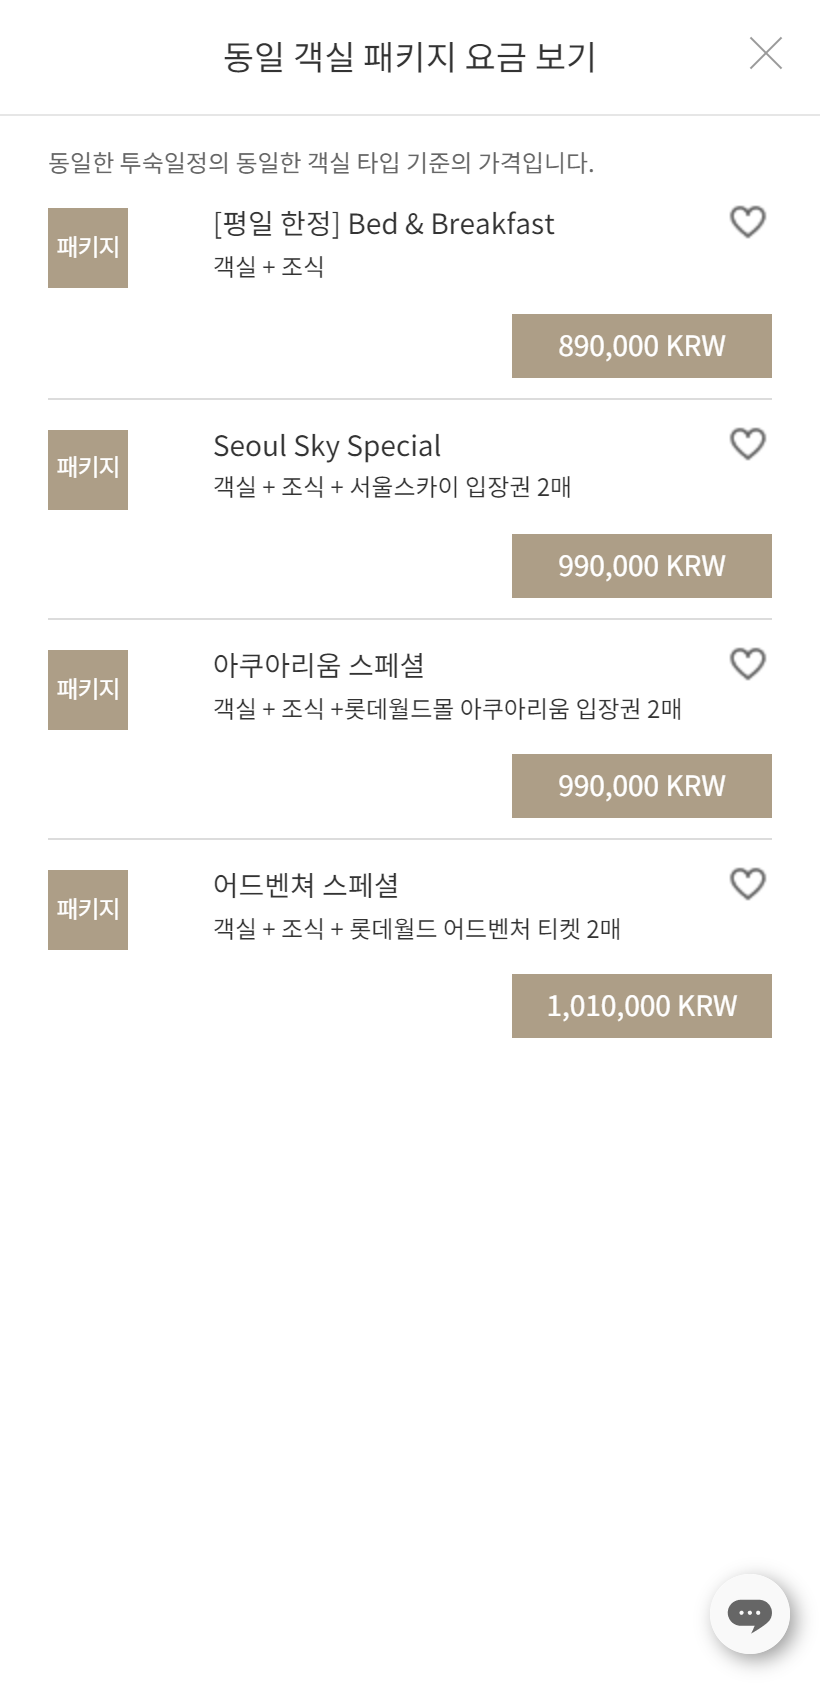 동일 객실 패키지 요금 보기
동일한 투숙일정의 동일한 객실 타입 기준의 가격입니다.
패키지
[평일 한정] Bed & Breakfast
객실 + 조식
890,000 KRW
패키지
Seoul Sky Special
객실 + 조식 + 서울스카이 입장권 2매
990,000 KRW
패키지
아쿠아리움 스페셜
객실 + 조식 +롯데월드몰 아쿠아리움 입장권 2매
990,000 KRW
패키지
어드벤쳐 스페셜
객실 + 조식 + 롯데월드 어드벤처 티켓 2매
1,010,000 KRW